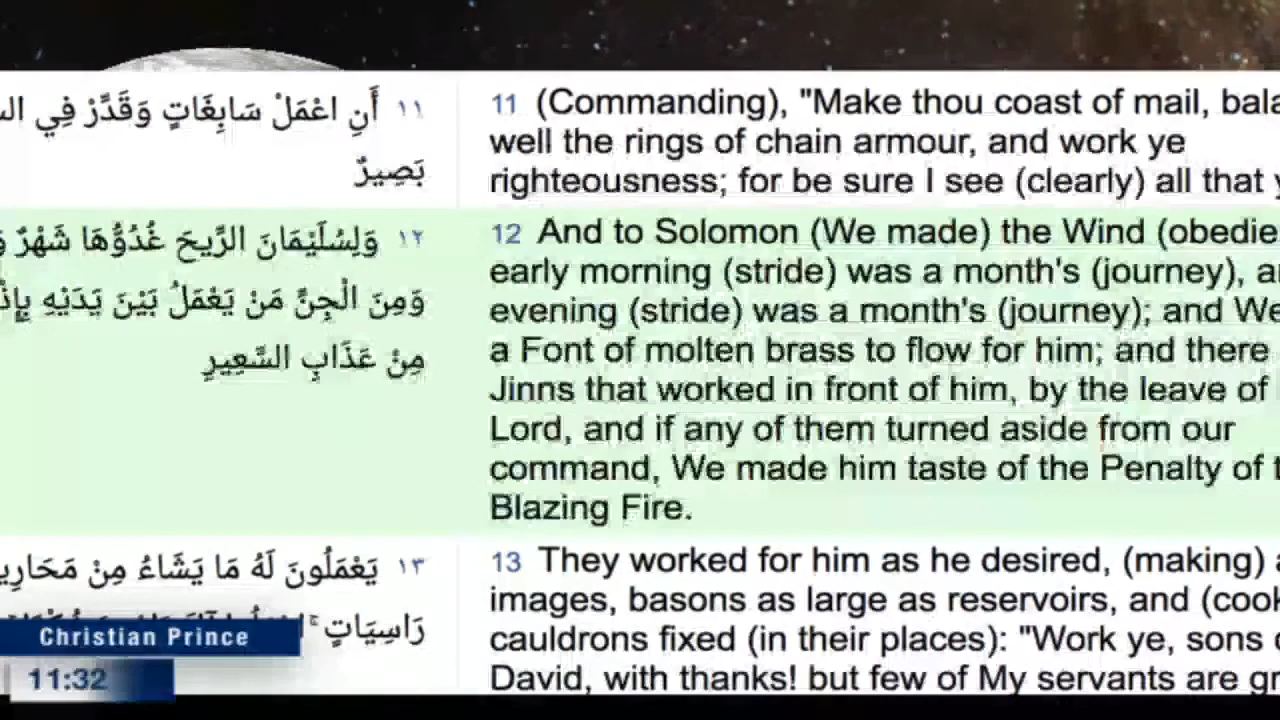 ١١ أَنِ اعْمَلْ سَابِغَاتٍ وَقَدِّرْ فِي
بَصِيرٌ
11 (Commanding), "Make thou coast of mail,
well the rings of chain armour, and work ye
righteousness; for be sure I see (clearly) all that
١٢ وَلِسُلَيْمَانَ الرِّيحَ غُدُوُّهَا شَهْرٌ
وَمِنَ الْجِنِّ مَنْ يَعْمَلُ بَيْنَ يَدَيْهِ
مِنْ عَذَابِ السَّعِيرِ
12 And to Solomon (We made) the Wind
early morning (stride) was a month's (journey),
evening (stride) was a month's (journey); and We
a Font of molten brass to flow for him; and there
Jinns that worked in front of him, by the leave of
Lord, and if any of them turned aside from our
command, We made him taste of the Penalty of
Blazing Fire.
١٣ يَعْمَلُونَ لَهُ مَا يَشَاءُ مِنْ
رَاسِيَاتٍ
13 They worked for him as he desired, (making)
images, basons as large as reservoirs, and
cauldrons fixed (in their places): "Work ye, sons
David, with thanks! but few of My servants are
Christian Prince
11:32